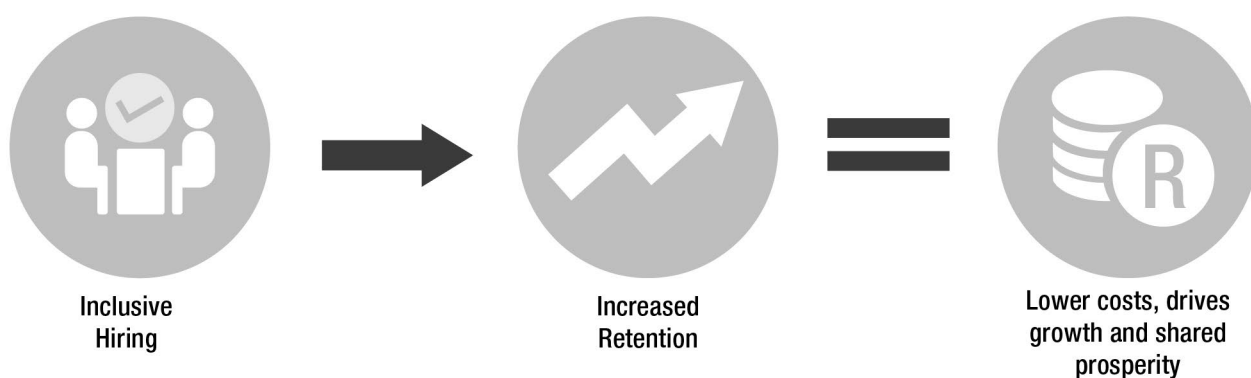 R
Inclusive
Hiring
Increased
Retention
Lower costs, drives
growth and shared
prosperity